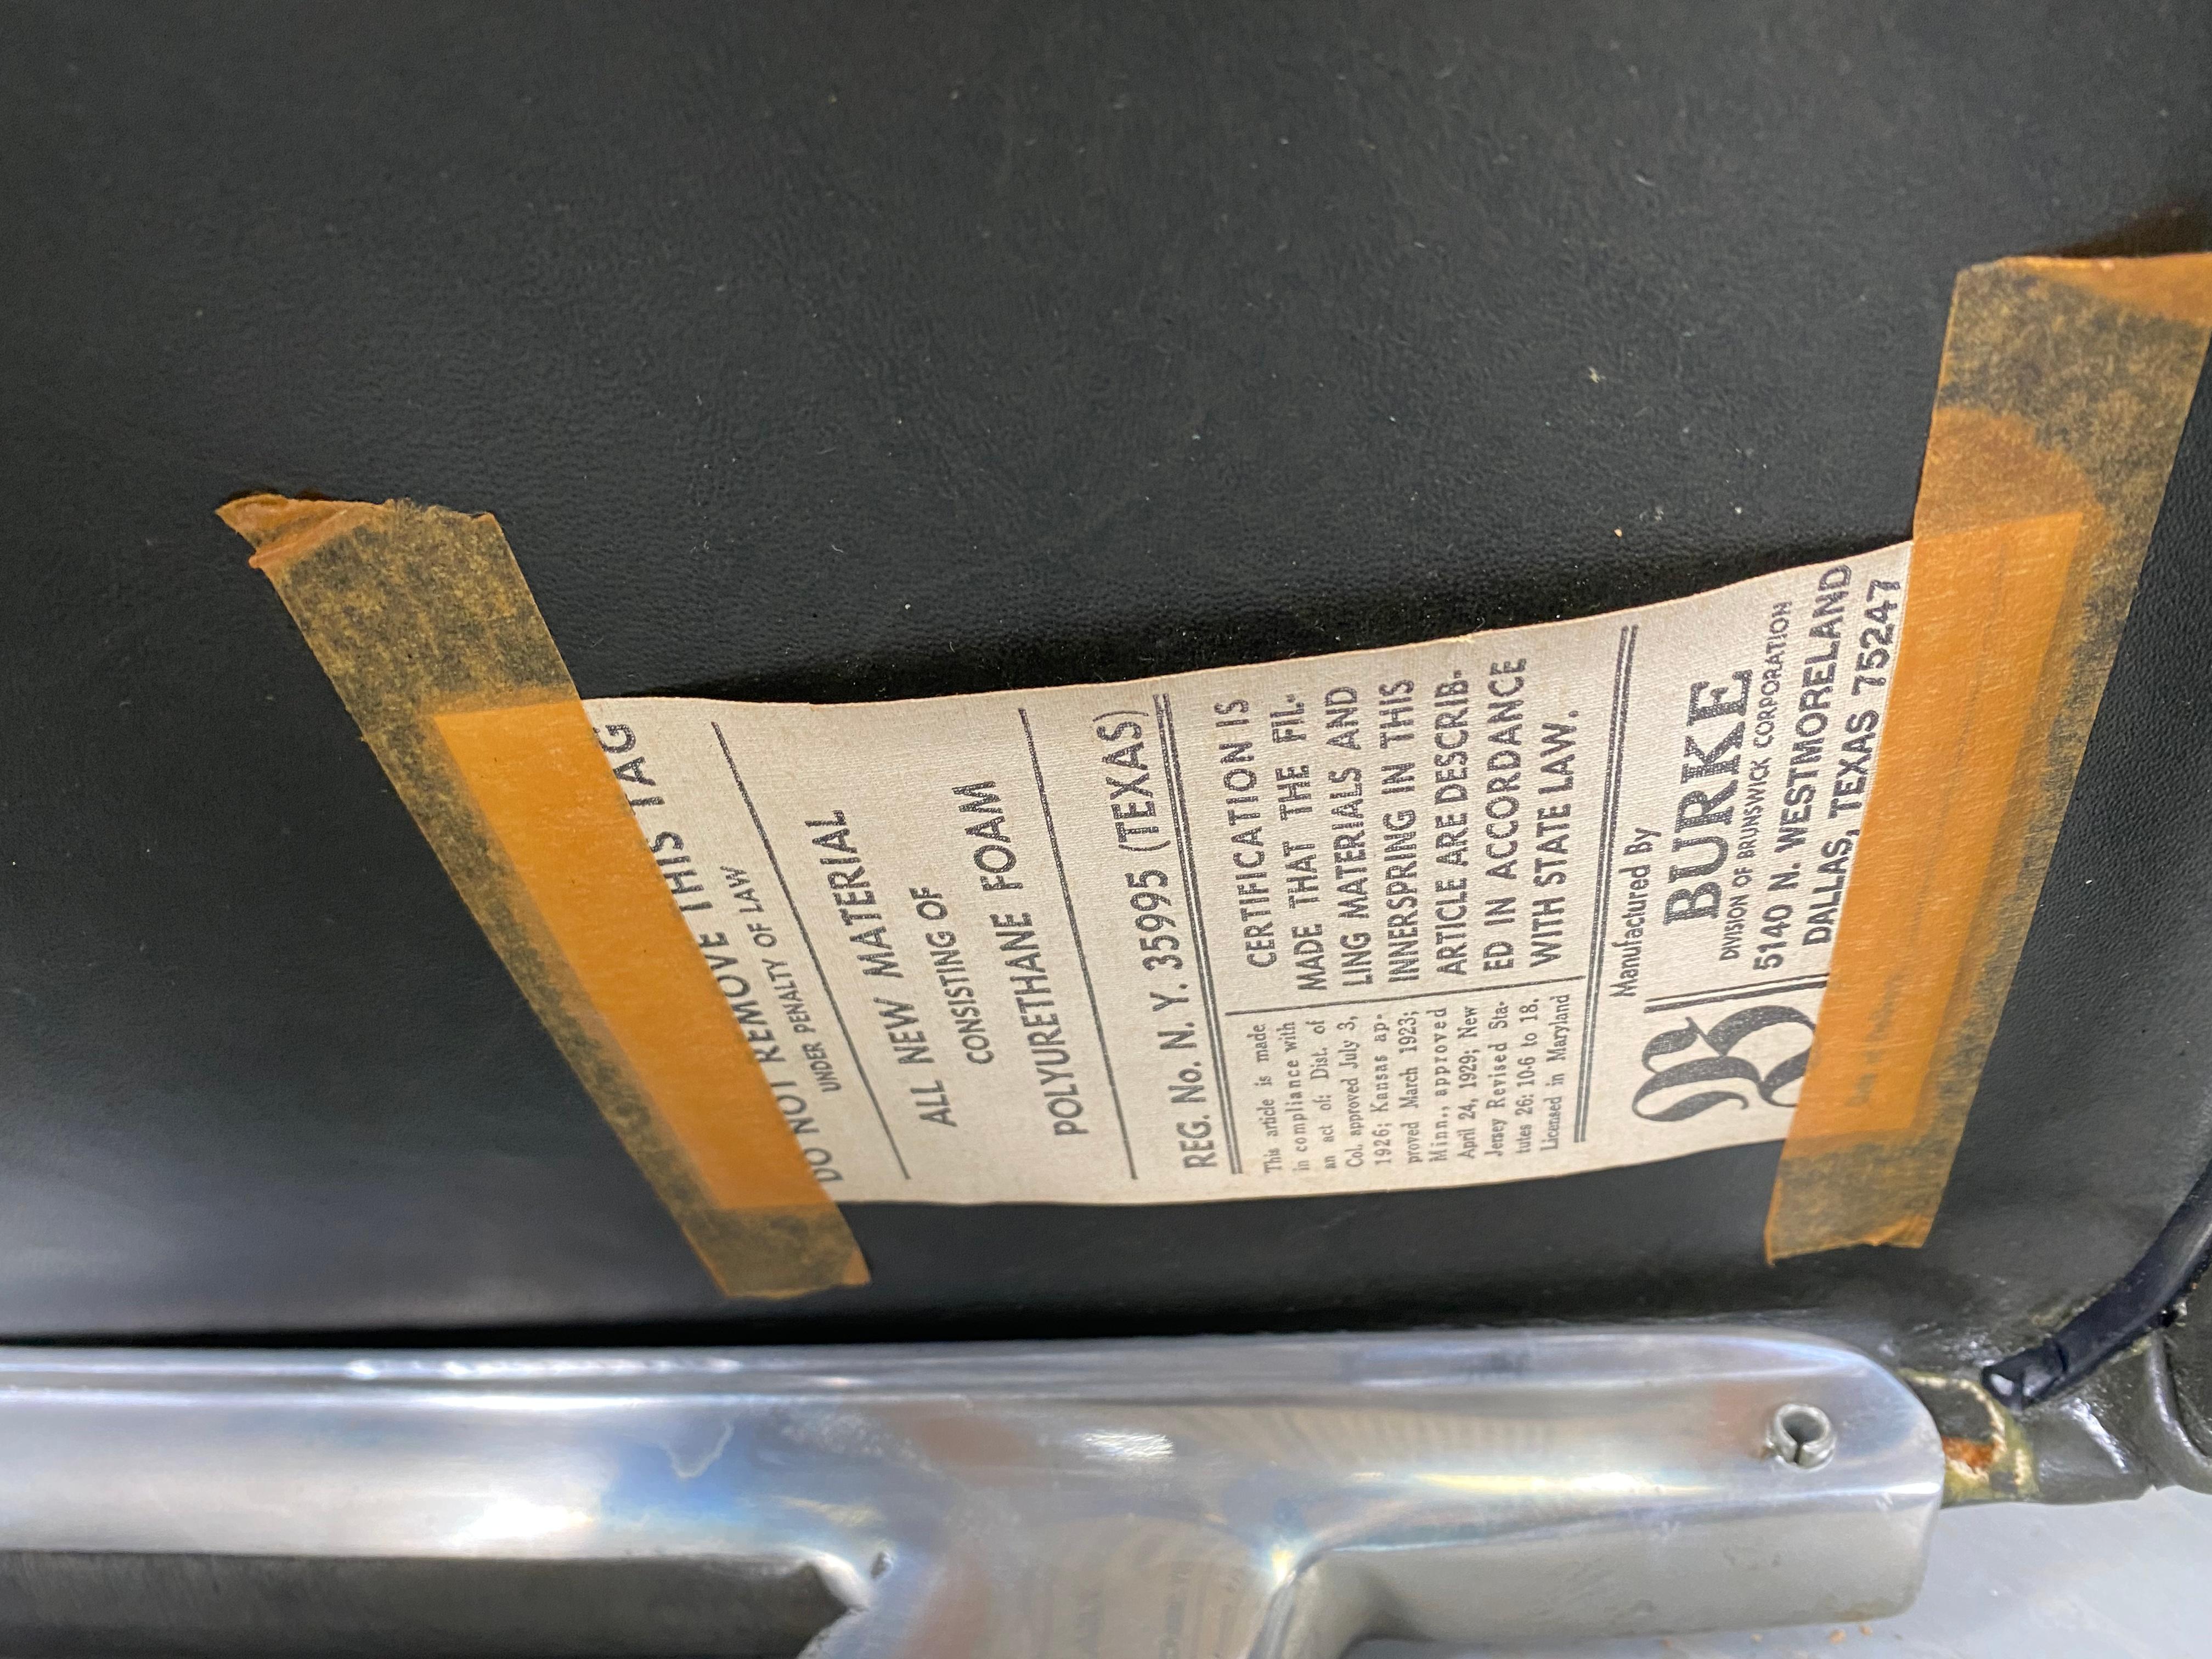 DO NOT REMOVE THIS TAG
UNDER PENALTY OF LAW
ALL NEW MATERIAL
CONSISTING OF
POLYURETHANE FOAM
REG. No. N. Y. 35995 (TEXAS)
This article is made
in compliance with
an act of: Dist. of
Col. approved July 3,
1926; Kansas ap-
proved March 1923;
Minn., approved
April 24, 1929; New
Jersey Revised Sta-
tutes 26: 10-6 to 18.
Licensed in Maryland
CERTIFICATION IS
MADE THAT THE FIL-
LING MATERIALS AND
INNERSPRING IN THIS
ARTICLE ARE DESCRIB-
ED IN ACCORDANCE
WITH STATE LAW.
Manufactured By
B
BURKE
DIVISION OF BRUNSWICK CORPORATION
5140 N. WESTMORELAND
DALLAS, TEXAS 75247